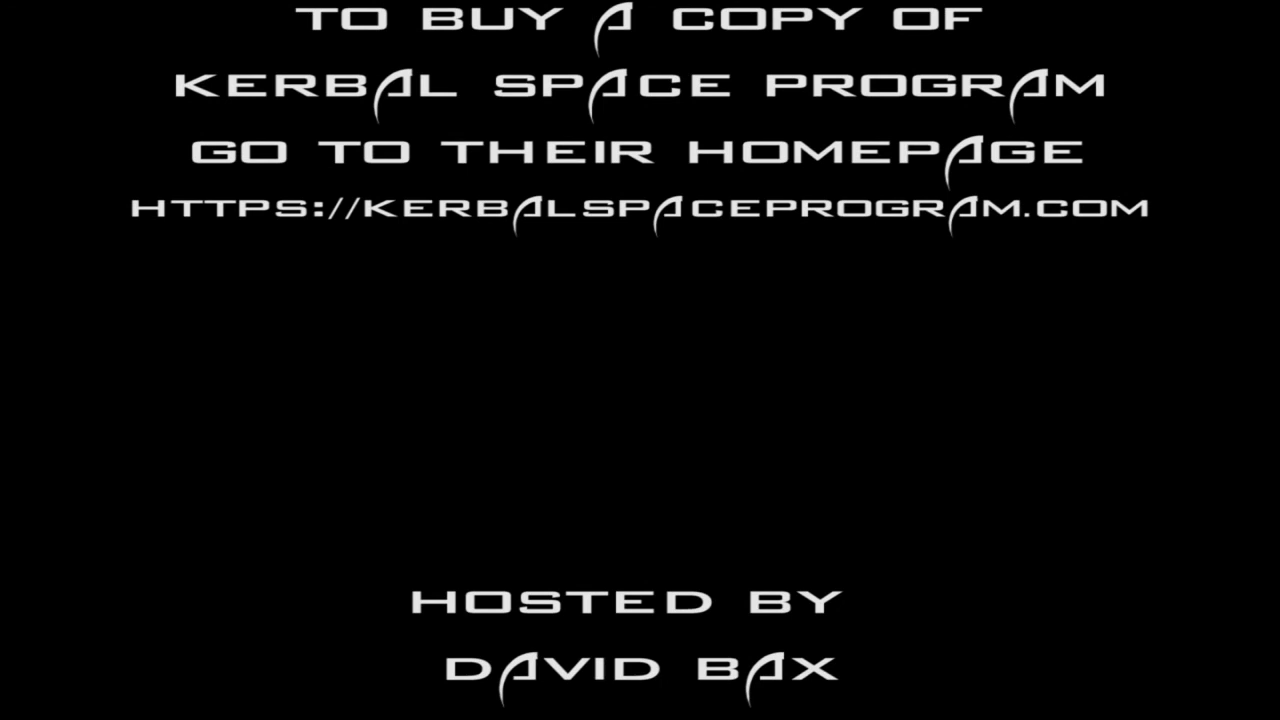 TO BUY A COPY OF
KERBAL SPACE PROGRAM
GO TO THEIR HOMEPAGE
HTTPS://KERBALSPACEPROGRAM.COM
HOSTED BY
DAVID BAX